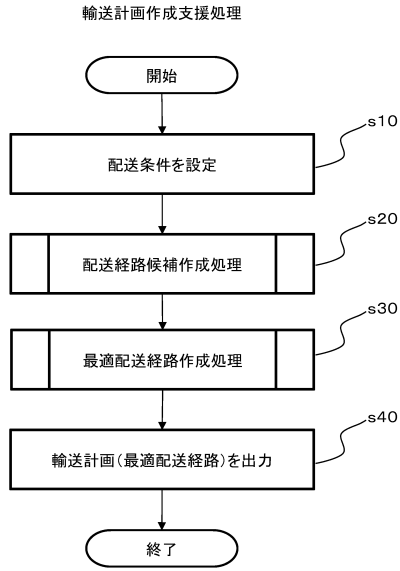 輸送計画作成支援処理
開始
s10
配送条件を設定
s20
配送経路候補作成処理
s30
最適配送経路作成処理
s40
輸送計画(最適配送経路)を出力
終了